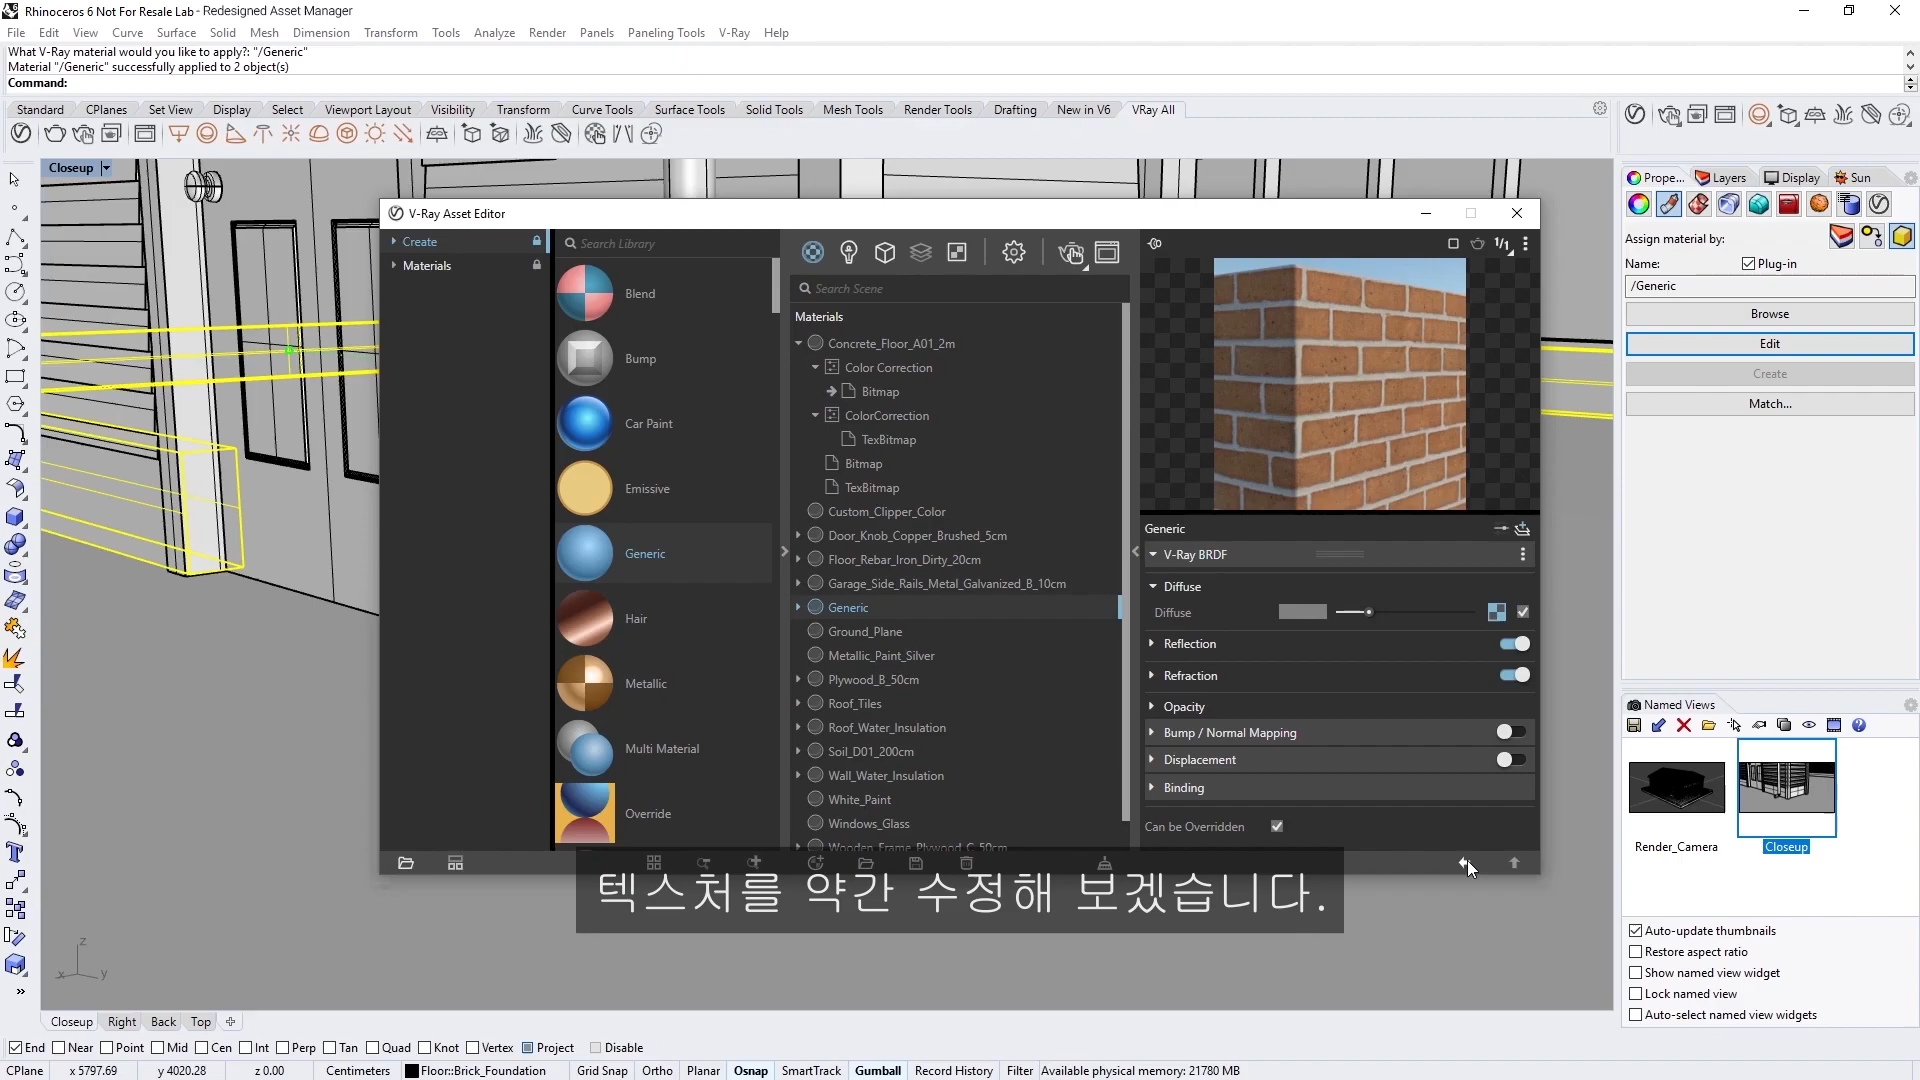 Rhinoceros 6 Not For Resale Lab - Redesigned Asset Manager
File Edit View Curve Surface Solid Mesh Dimension Transform Tools Analyze Render Panels Paneling Tools V-Ray Help
What V-Ray material would you like to apply?: "/Generic"
Material "/Generic" successfully applied to 2 object(s)
Command:
Standard CPlanes Set View Display Select Viewport Layout Visibility Transform Curve Tools Surface Tools Solid Tools Mesh Tools Render Tools Drafting New in V6 VRay All
Closeup
V-Ray Asset Editor
Create
Materials
Search Library
Blend
Bump
Car Paint
Emissive
Generic
Hair
Metallic
Multi Material
Override
Search Scene
Materials
Concrete_Floor_A01_2m
Color Correction
Bitmap
ColorCorrection
TexBitmap
Bitmap
TexBitmap
Custom_Clipper_Color
Door_Knob_Copper_Brushed_5cm
Floor_Rebar_Iron_Dirty_20cm
Garage_Side_Rails_Metal_Galvanized_B_10cm
Generic
Ground_Plane
Metallic_Paint_Silver
Plywood_B_50cm
Roof_Tiles
Roof_Water_Insulation
Soil_D01_200cm
Wall_Water_Insulation
White_Paint
Windows_Glass
Wooden_Frame_Plywood_C_50cm
1/1
Generic
V-Ray BRDF
Diffuse
Diffuse
Reflection
Refraction
Opacity
Bump / Normal Mapping
Displacement
Binding
Can be Overridden
텍스처를 약간 수정해 보겠습니다.
Prope... Layers Display Sun
Assign material by:
Name: Plug-in
/Generic
Browse
Edit
Create
Match...
Named Views
Render_Camera Closeup
Auto-update thumbnails
Restore aspect ratio
Show named view widget
Lock named view
Auto-select named view widgets
z
x y
Closeup Right Back Top
End Near Point Mid Cen Int Perp Tan Quad Knot Vertex Project Disable
CPlane x 5797.69 y 4020.28 z 0.00 Centimeters Floor::Brick_Foundation Grid Snap Ortho Planar Osnap SmartTrack Gumball Record History Filter Available physical memory: 21780 MB